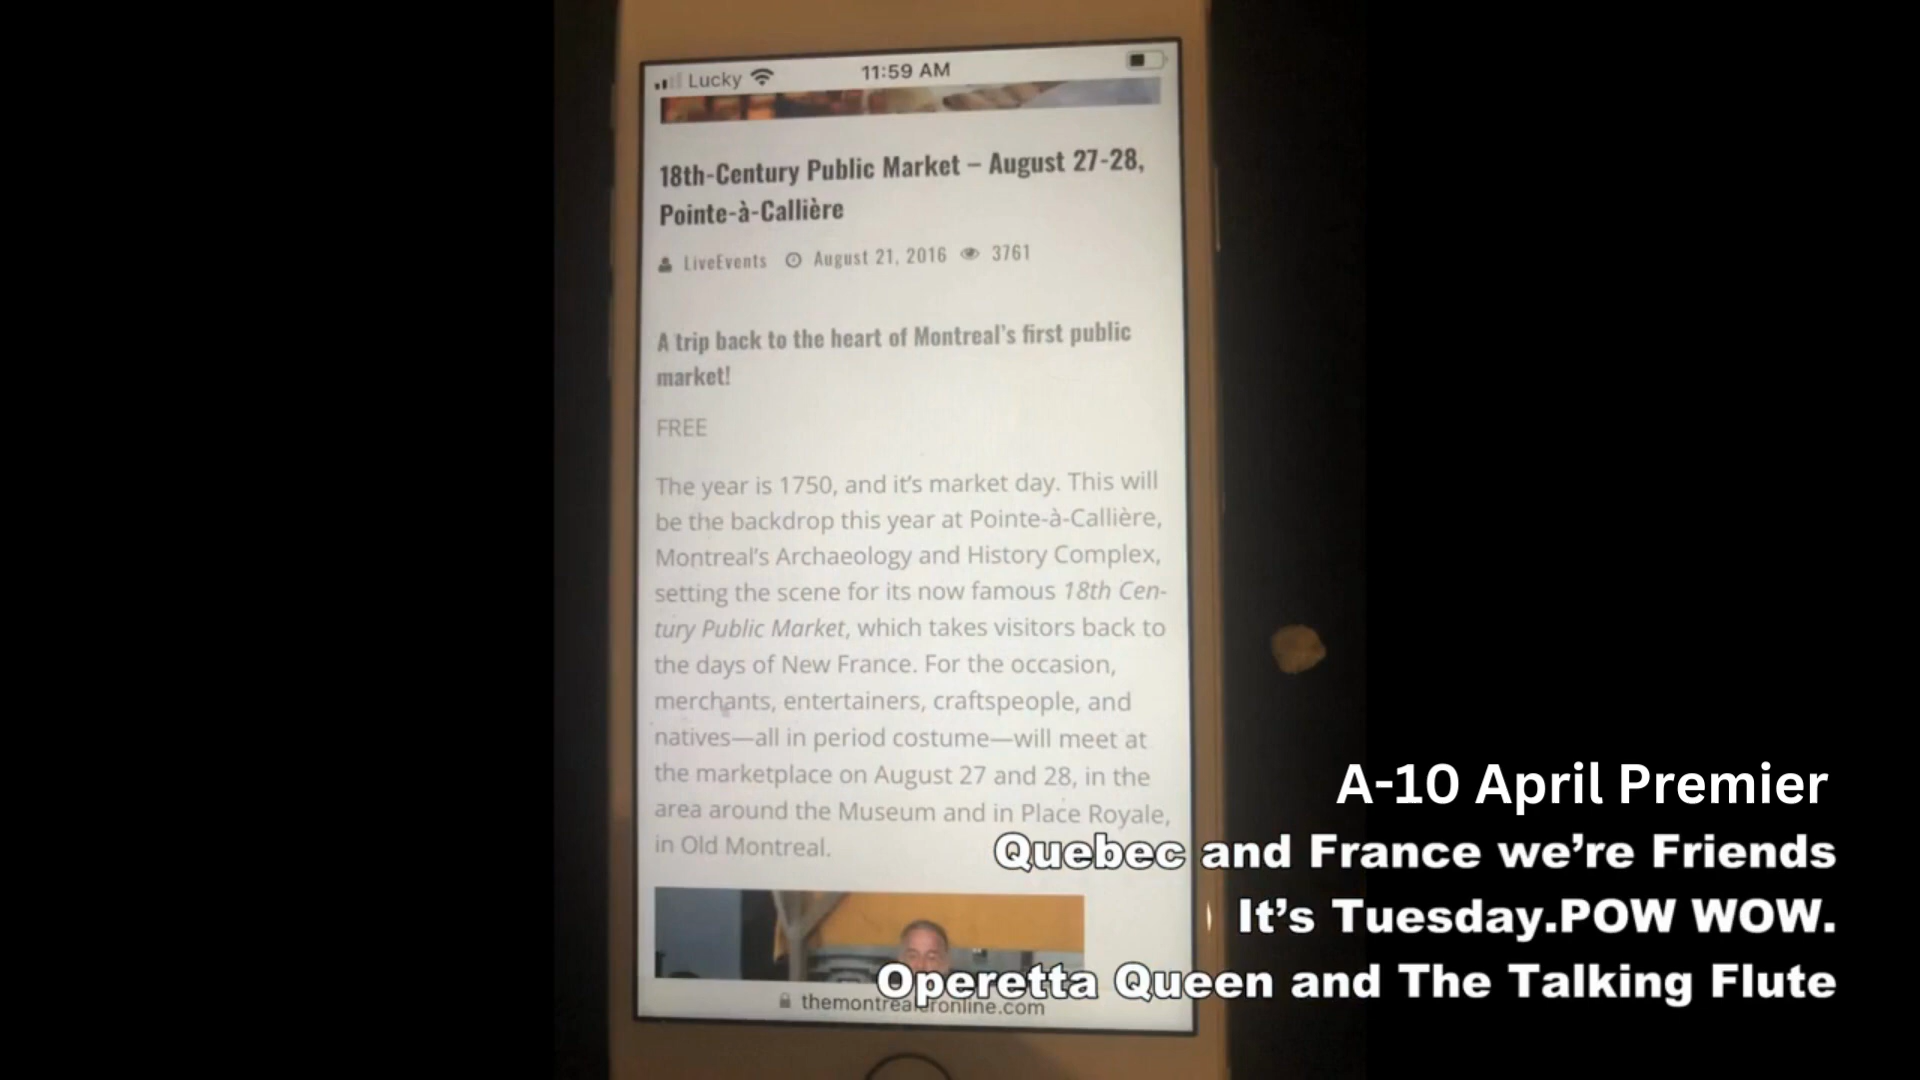 Lucky 11:59 AM
18th-Century Public Market – August 27-28,
Pointe-à-Callière
LiveEvents August 21, 2016 3761
A trip back to the heart of Montreal's first public
market!
FREE
The year is 1750, and it's market day. This will
be the backdrop this year at Pointe-à-Callière,
Montreal's Archaeology and History Complex,
setting the scene for its now famous 18th Cen-
tury Public Market, which takes visitors back to
the days of New France. For the occasion,
merchants, entertainers, craftspeople, and
natives—all in period costume—will meet at
the marketplace on August 27 and 28, in the
area around the Museum and in Place Royale,
in Old Montreal.
themontrealeronline.com
A-10 April Premier
Quebec and France we're Friends
It's Tuesday.POW WOW.
Operetta Queen and The Talking Flute